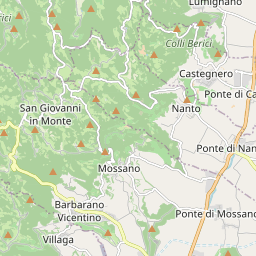 Lumignano
Berici
Colli Berici
Castegnero
Ponte di Ca
San Giovanni
in Monte
Nanto
Ponte di Nan
Mossano
Barbarano
Vicentino
Ponte di Mossano
Villaga